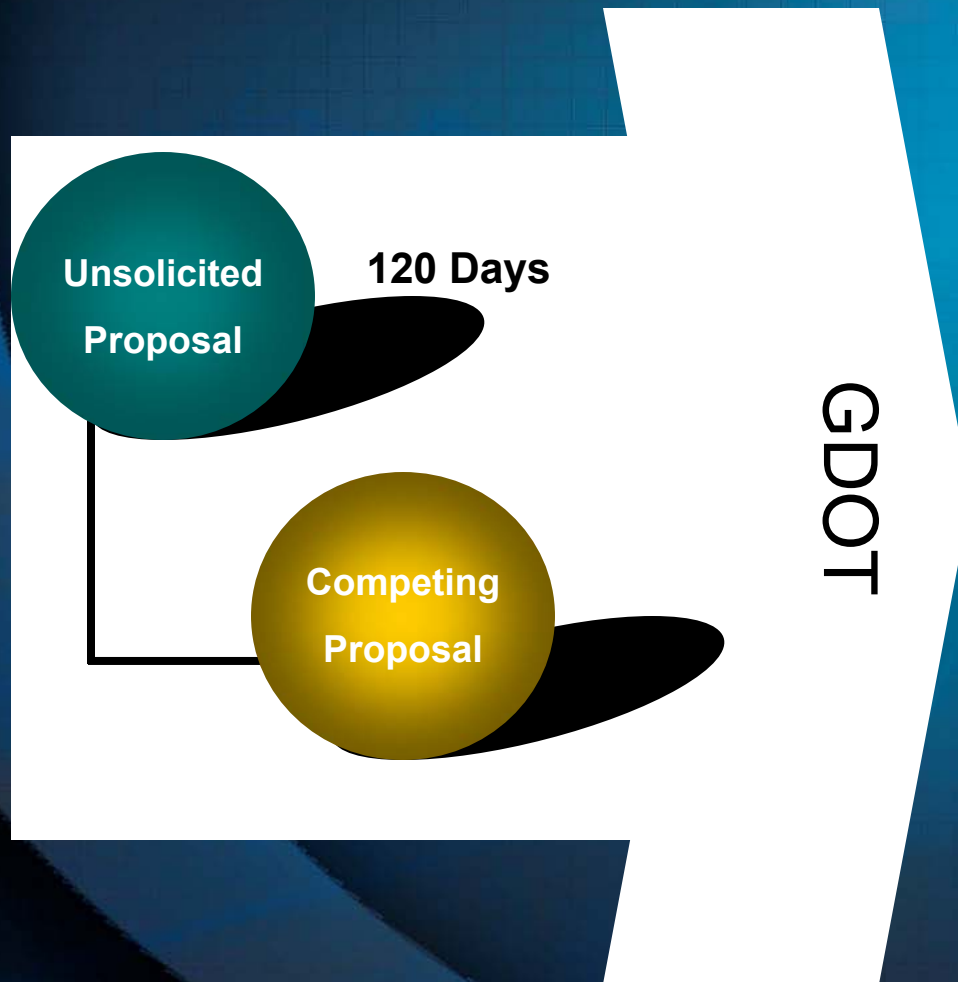 Unsolicited
Proposal
120 Days
Competing
Proposal
GDOT